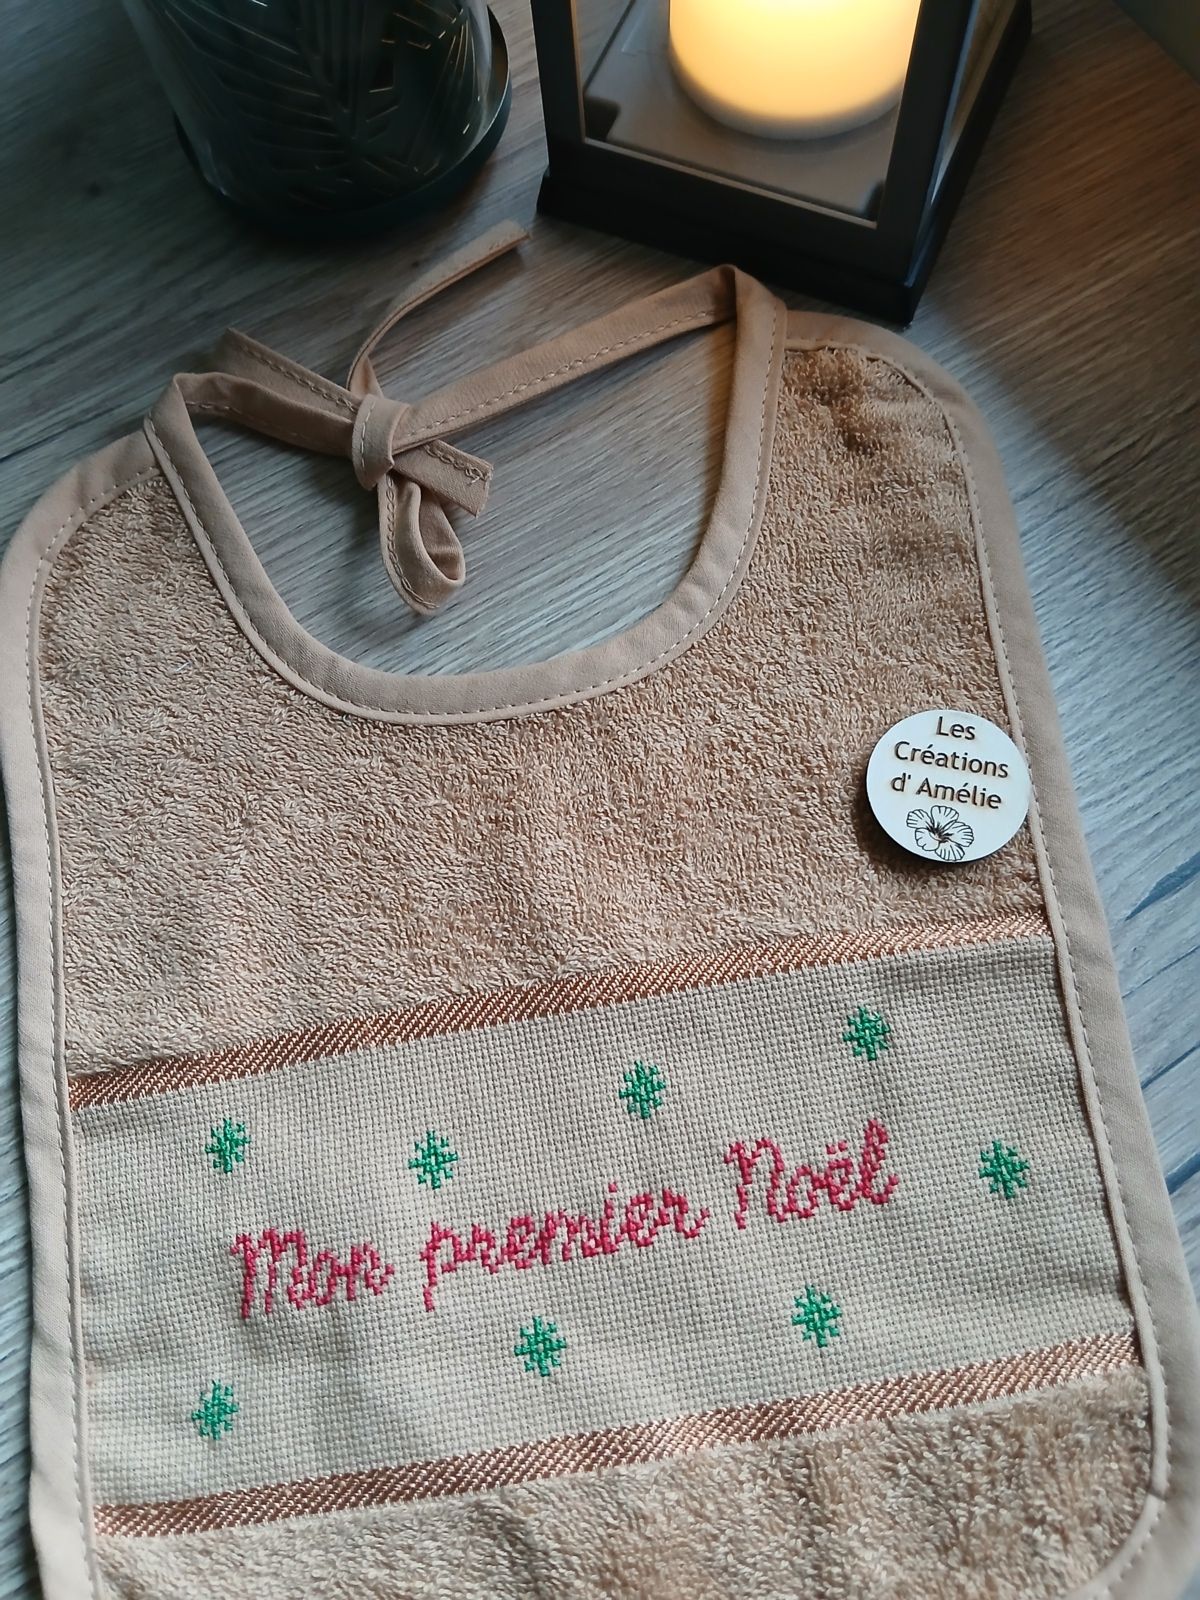 Les
Créations
d' Amélie
Mon premier Noël